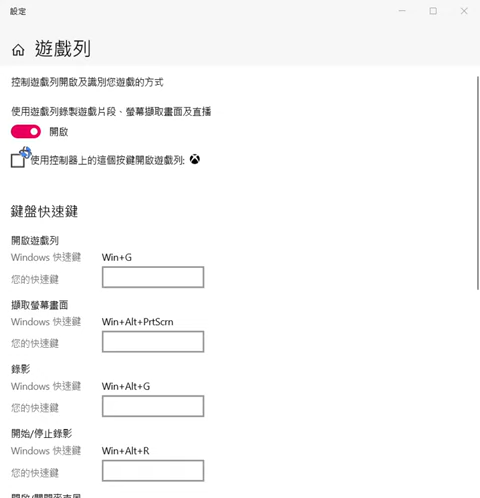 設定
遊戲列
控制遊戲列開啟及識別您遊戲的方式
使用遊戲列錄製遊戲片段、螢幕擷取畫面及直播
開啟
使用控制器上的這個按鍵開啟遊戲列:
鍵盤快速鍵
開啟遊戲列
Windows 快速鍵 Win+G
您的快速鍵
擷取螢幕畫面
Windows 快速鍵 Win+Alt+PrtScrn
您的快速鍵
錄影
Windows 快速鍵 Win+Alt+G
您的快速鍵
開始/停止錄影
Windows 快速鍵 Win+Alt+R
您的快速鍵